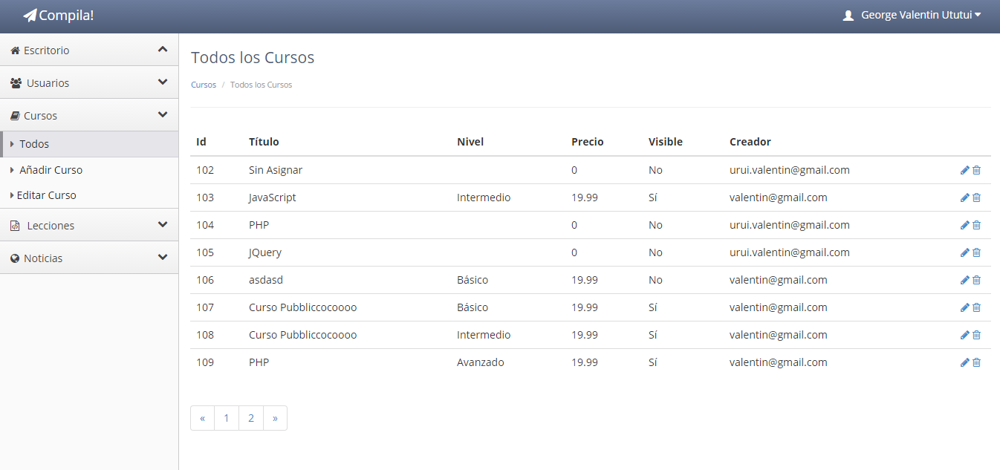 Compila!
George Valentin Ututui
Escritorio
Usuarios
Cursos
Todos
Añadir Curso
Editar Curso
Lecciones
Noticias
Todos los Cursos
Cursos / Todos los Cursos
Id Título Nivel Precio Visible Creador
102 Sin Asignar 0 No urui.valentin@gmail.com
103 JavaScript Intermedio 19.99 Sí valentin@gmail.com
104 PHP 0 No urui.valentin@gmail.com
105 JQuery 0 No urui.valentin@gmail.com
106 asdasd Básico 19.99 No valentin@gmail.com
107 Curso Pubbliccocoooo Básico 19.99 Sí valentin@gmail.com
108 Curso Pubbliccocoooo Intermedio 19.99 Sí valentin@gmail.com
109 PHP Avanzado 19.99 Sí valentin@gmail.com
« 1 2 »